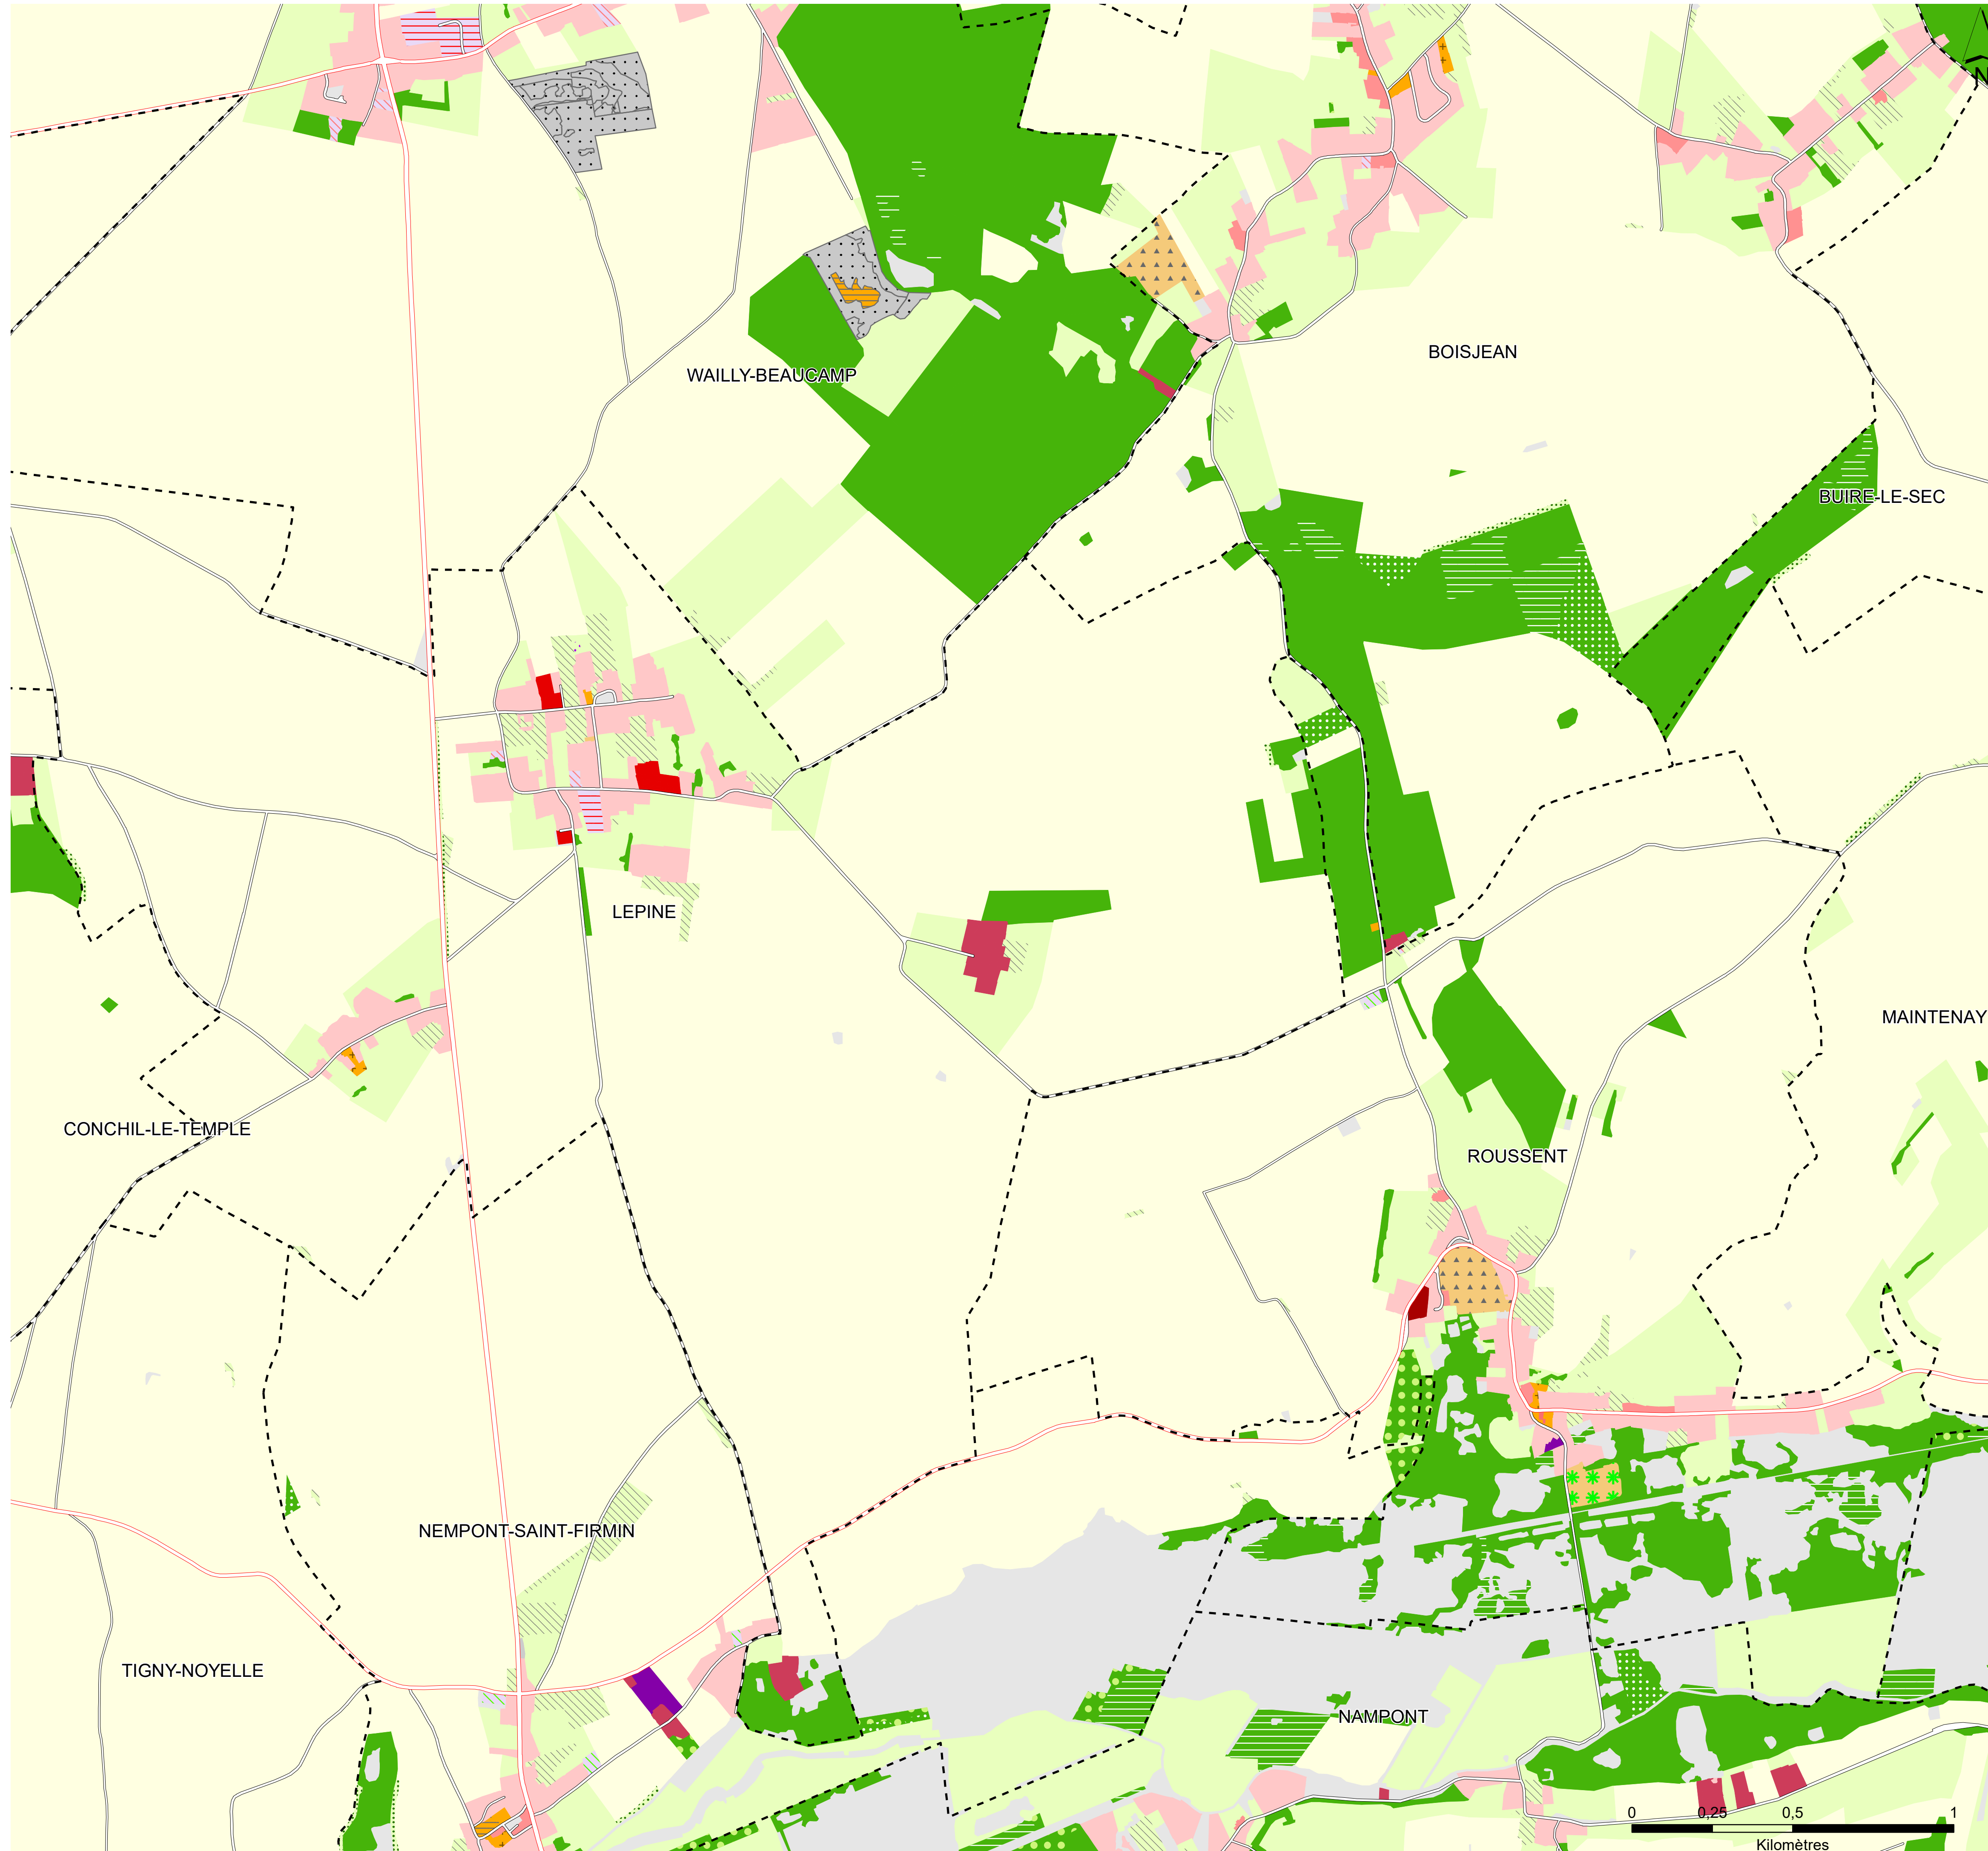 N
BOISJEAN
WAILLY-BEAUCAMP
BUIRE-LE-SEC
LEPINE
MAINTENAY
CONCHIL-LE-TEMPLE
ROUSSENT
NEMPONT-SAINT-FIRMIN
TIGNY-NOYELLE
NAMPONT
0 0,25 0,5 1
Kilomètres